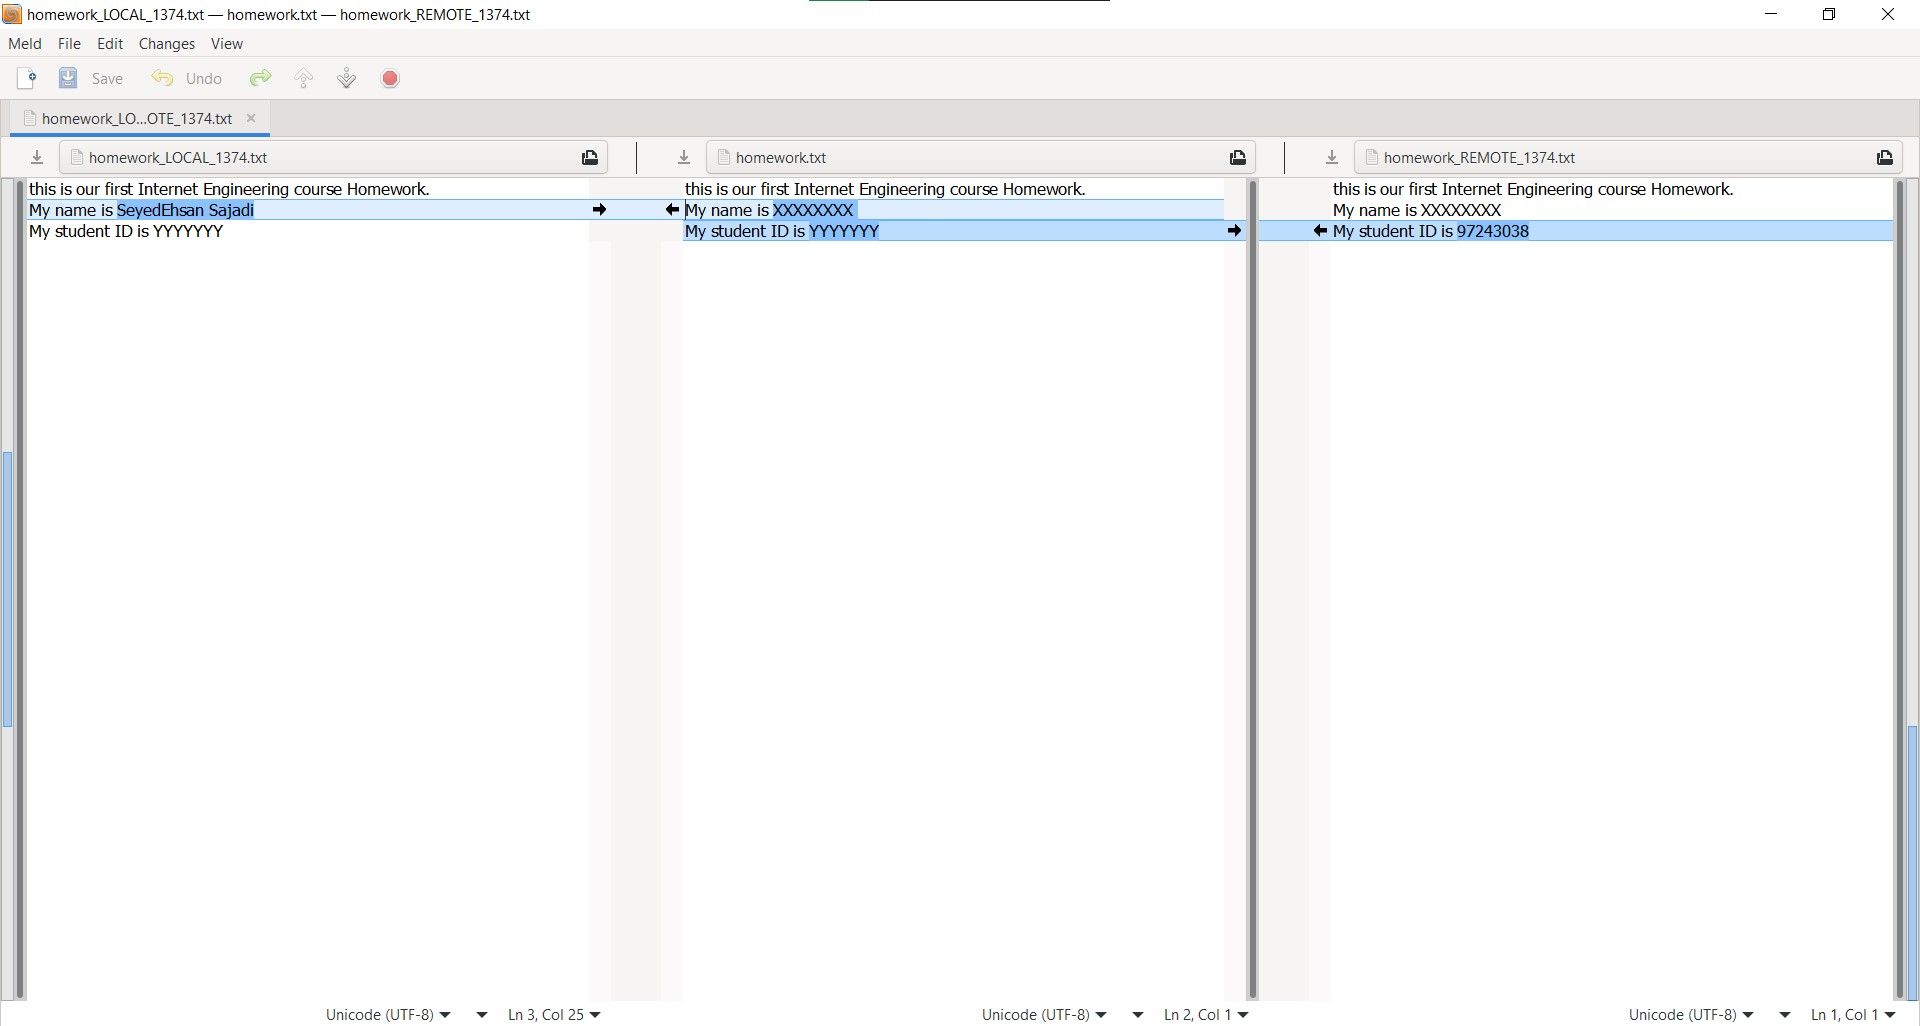 homework_LOCAL_1374.txt — homework.txt — homework_REMOTE_1374.txt
Meld File Edit Changes View
Save Undo
homework_LO...OTE_1374.txt
homework_LOCAL_1374.txt
this is our first Internet Engineering course Homework.
My name is SeyedEhsan Sajadi
My student ID is YYYYYYY
Unicode (UTF-8) Ln 3, Col 25
homework.txt
this is our first Internet Engineering course Homework.
My name is XXXXXXXX
My student ID is YYYYYYY
Unicode (UTF-8) Ln 2, Col 1
homework_REMOTE_1374.txt
this is our first Internet Engineering course Homework.
My name is XXXXXXXX
My student ID is 97243038
Unicode (UTF-8) Ln 1, Col 1